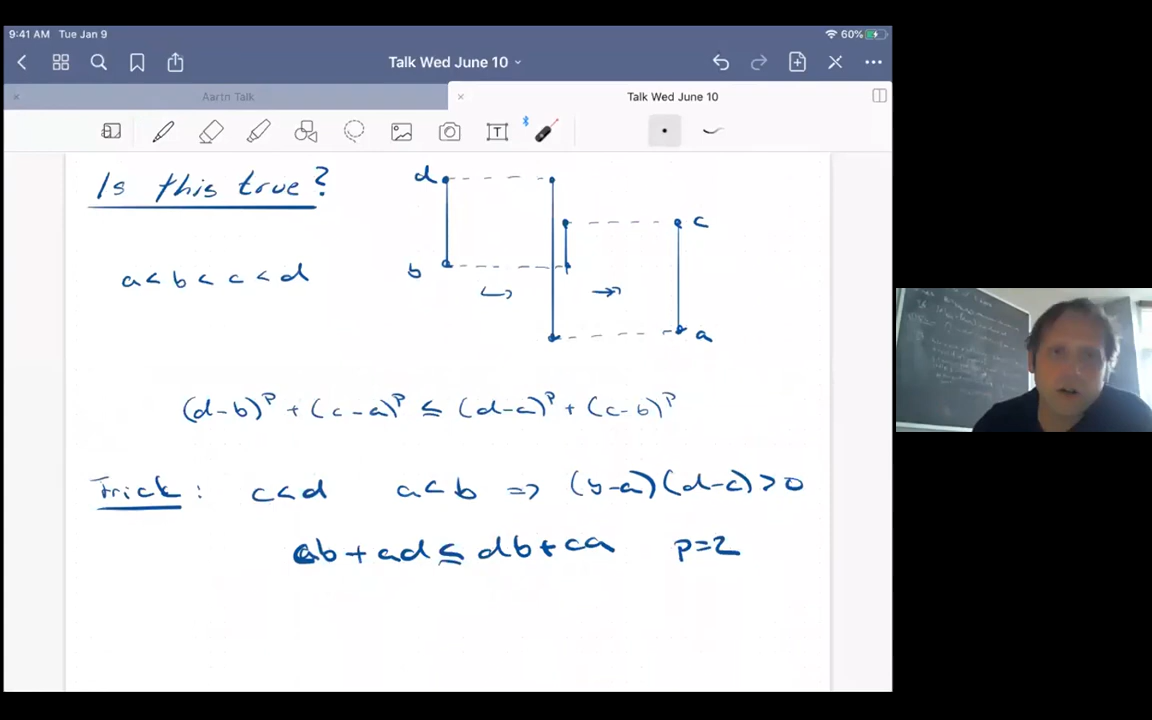 9:41 AM Tue Jan 9
60%
Talk Wed June 10
Aartn Talk
Talk Wed June 10
T
Is this true?
d
c
a < b < c < d
b
a
(d-b)^p + (c-a)^p ≤ (d-a)^p + (c-b)^p
Trick: c<d a<b => (b-a)(d-c)>0
cb + ad ≤ db + ca p=2